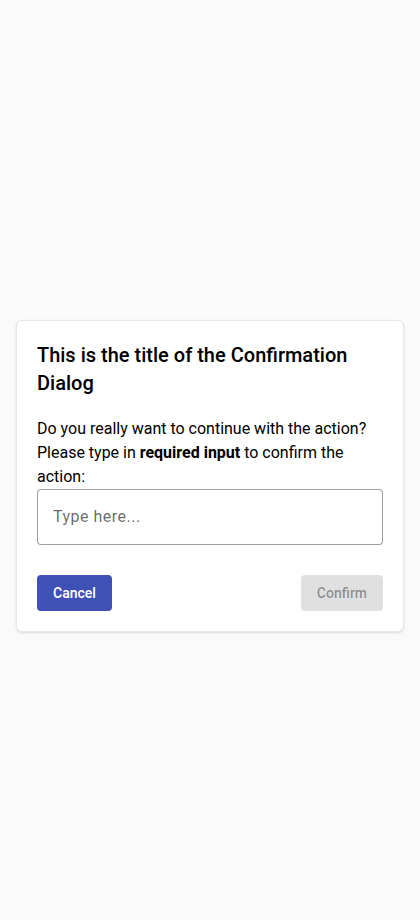 This is the title of the Confirmation
Dialog
Do you really want to continue with the action?
Please type in required input to confirm the
action:
Type here...
Cancel
Confirm